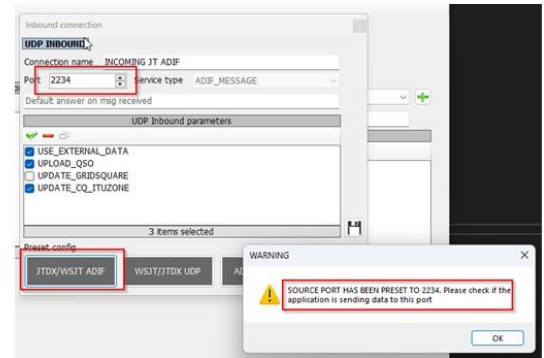 Inbound connection
UDP INBOUND
Connection name INCOMING JT ADIF
Port 2234 Service type ADIF_MESSAGE
Default answer on msg received
UDP Inbound parameters
USE_EXTERNAL_DATA
UPLOAD_QSO
UPDATE_GRIDSQUARE
UPDATE_CQ_ITUZONE
3 items selected
Preset config
JTDX/WSJT ADIF
WSJT/JTDX UDP
WARNING
SOURCE PORT HAS BEEN PRESET TO 2234. Please check if the
application is sending data to this port
OK